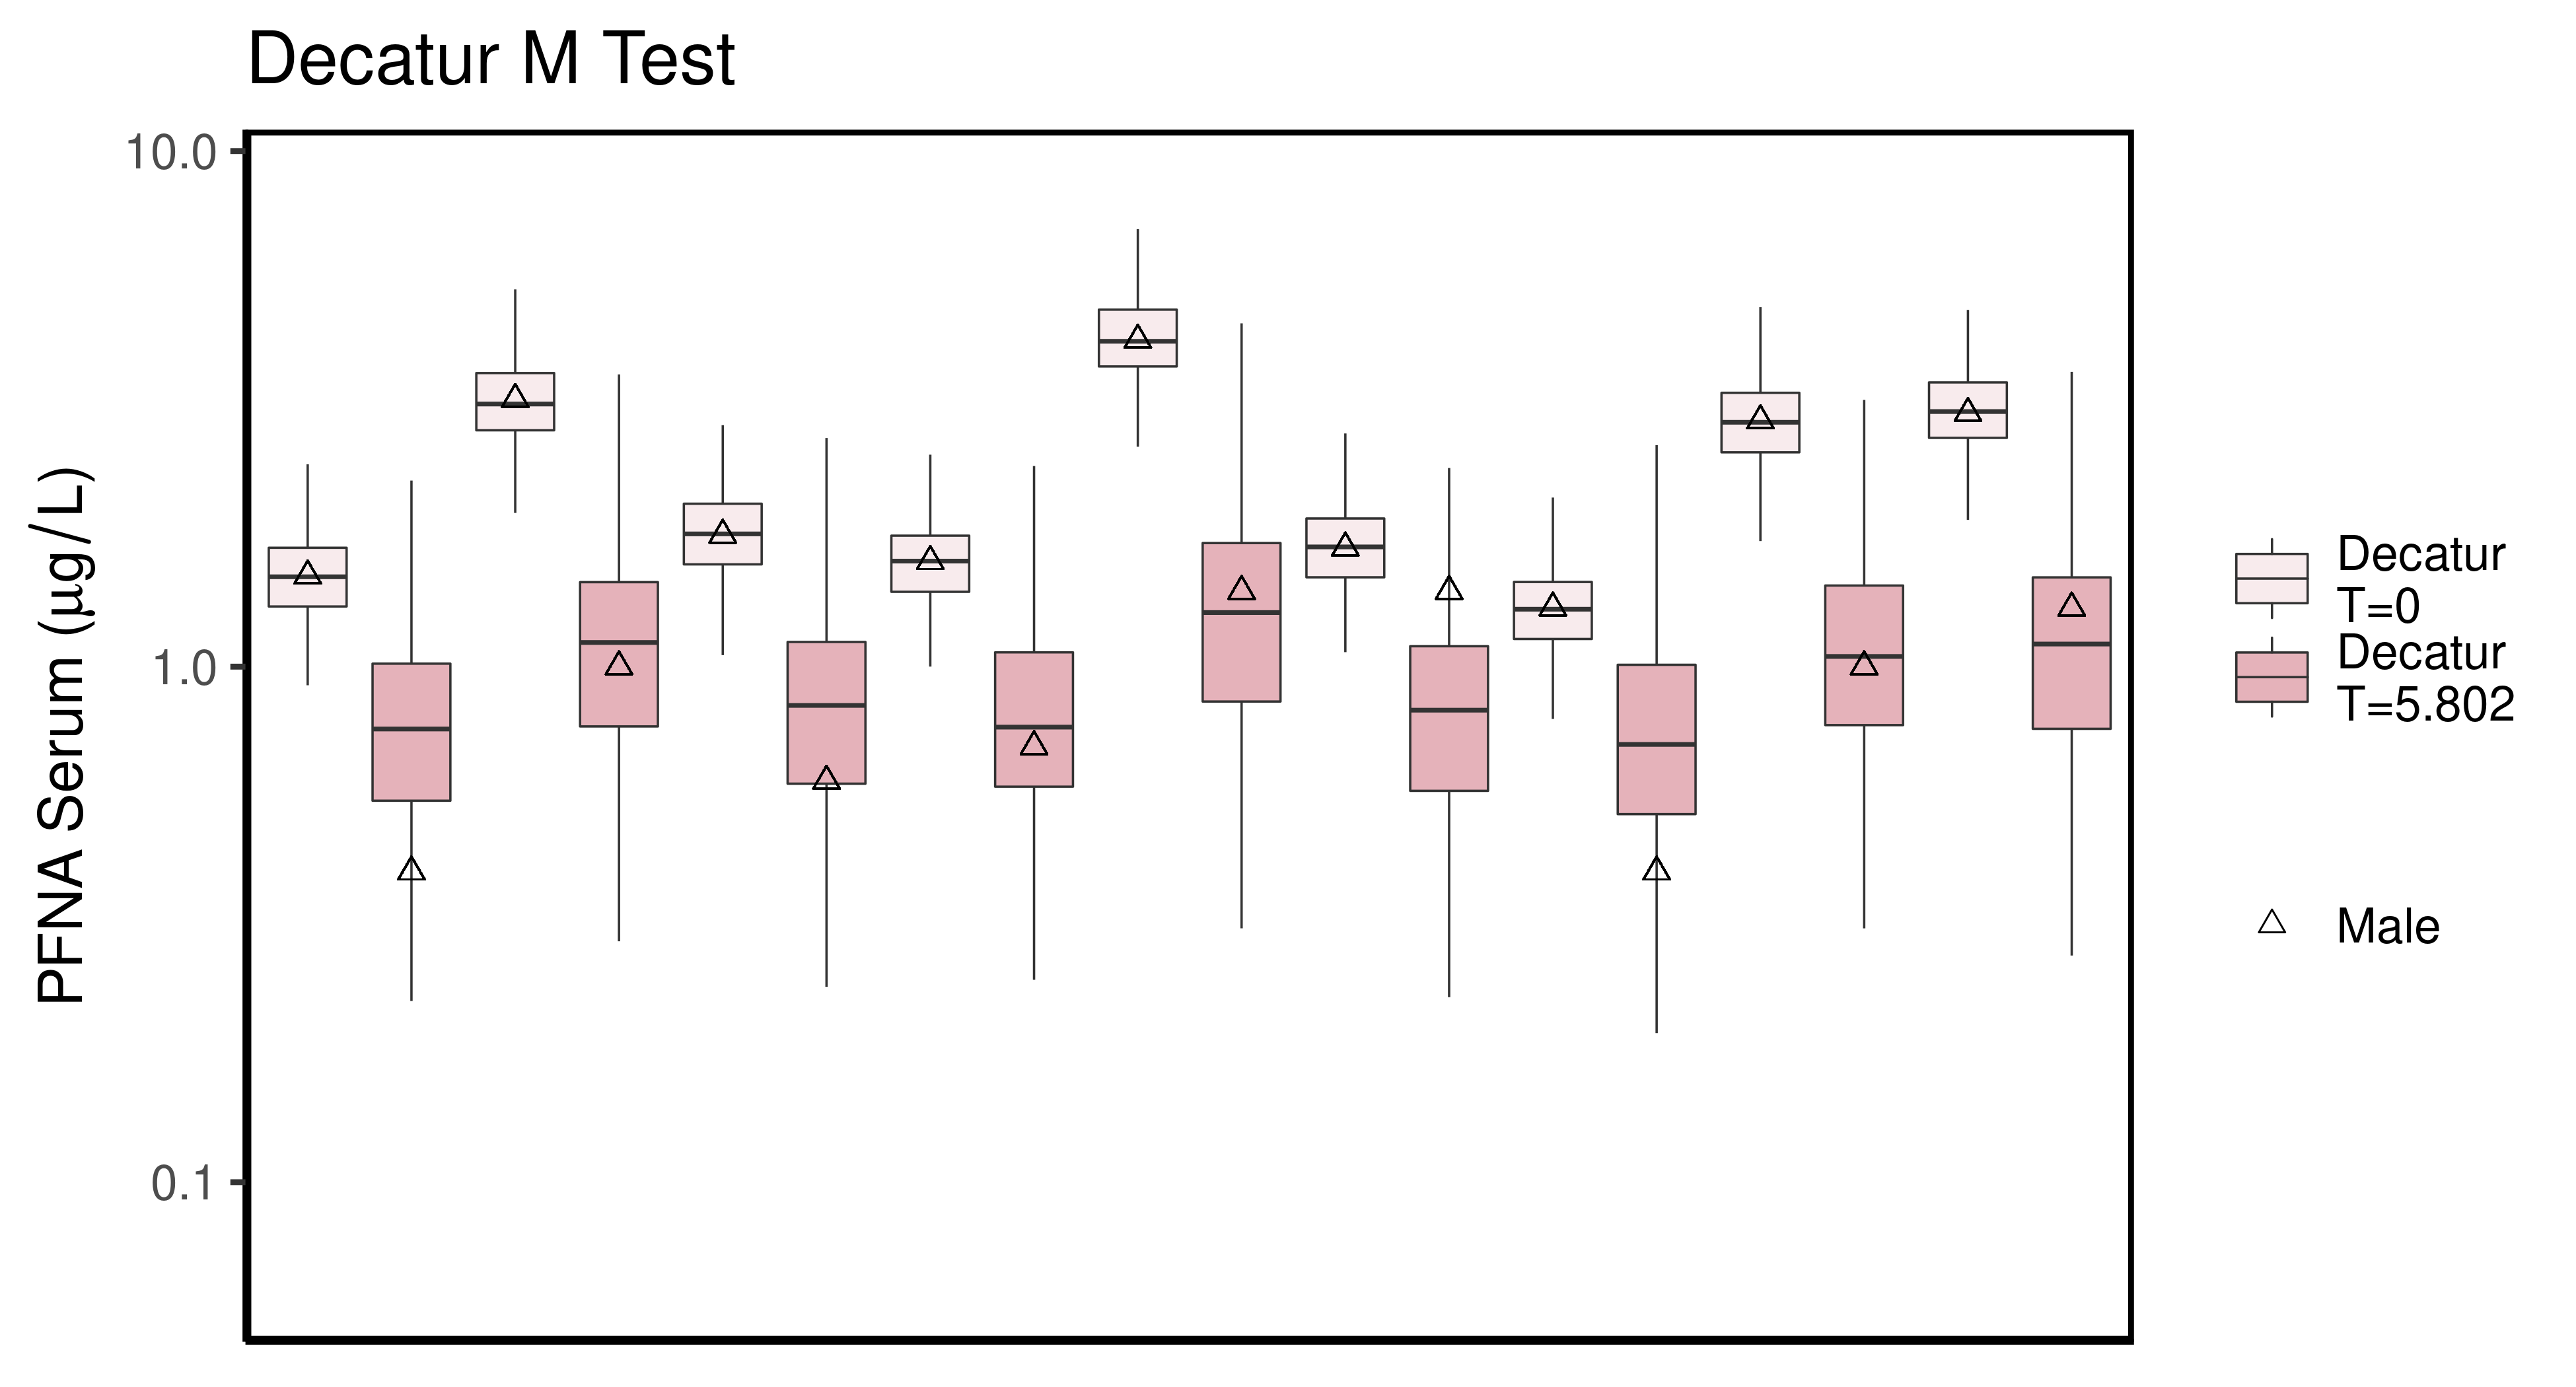 Decatur M Test
10.0
1.0
0.1
PFNA Serum (µg/L)
Decatur
T=0
Decatur
T=5.802
Male